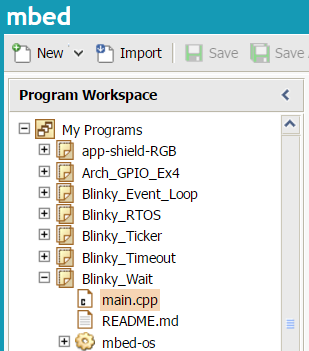 mbed
New Import Save Save
Program Workspace
My Programs
app-shield-RGB
Arch_GPIO_Ex4
Blinky_Event_Loop
Blinky_RTOS
Blinky_Ticker
Blinky_Timeout
Blinky_Wait
main.cpp
README.md
mbed-os